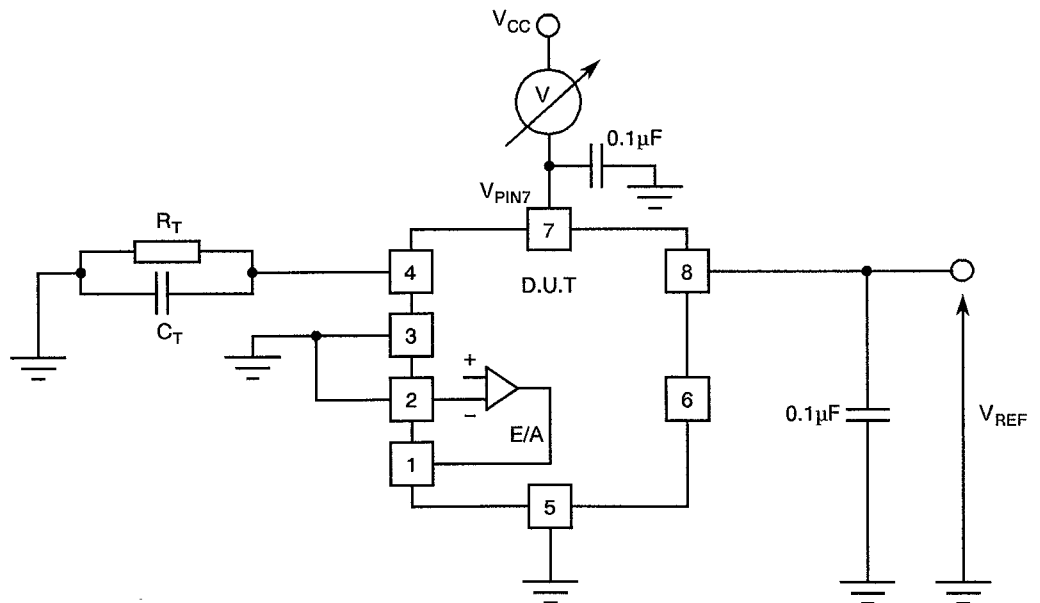 V_CC
V
0.1µF
V_PIN7
7
R_T
4
8
D.U.T
C_T
3
+
2
6
0.1µF
V_REF
−
E/A
1
5